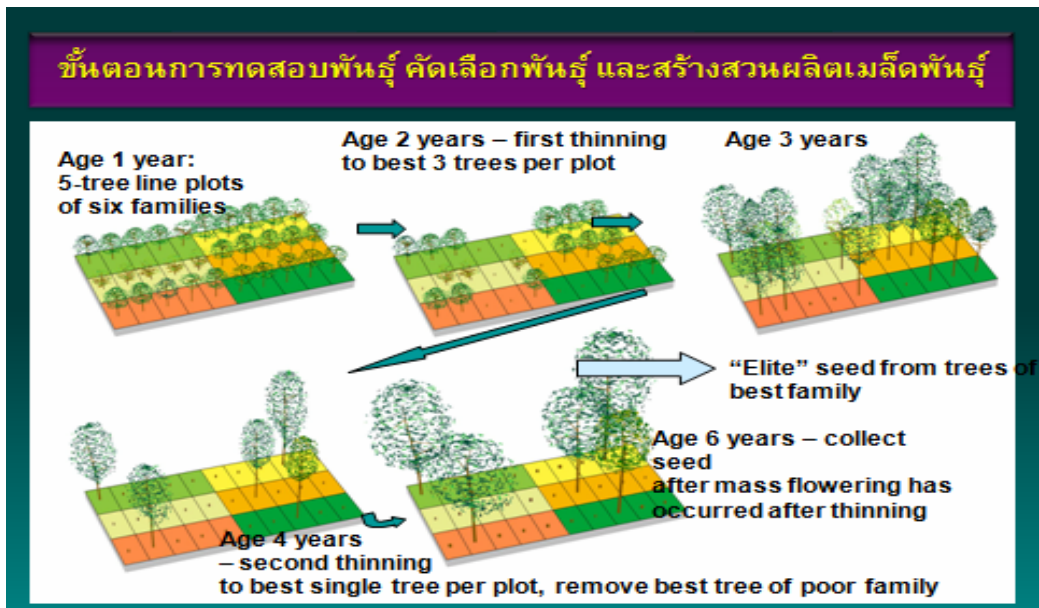 ขั้นตอนการทดสอบพันธุ์ คัดเลือกพันธุ์ และสร้างสวนผลิตเมล็ดพันธุ์
Age 1 year:
5-tree line plots
of six families
Age 2 years – first thinning
to best 3 trees per plot
Age 3 years
“Elite” seed from trees of
best family
Age 6 years – collect
seed
after mass flowering has
occurred after thinning
Age 4 years
– second thinning
to best single tree per plot, remove best tree of poor family